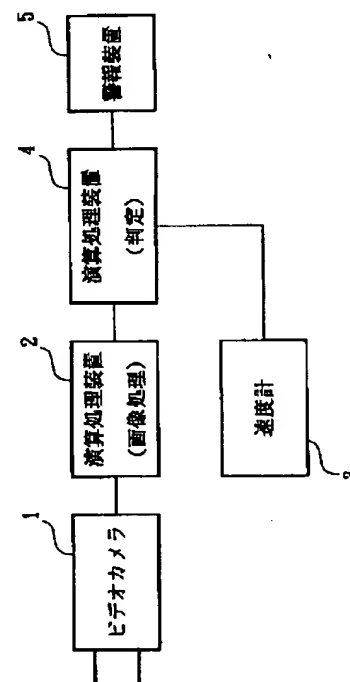 1
ビデオカメラ
2
演算処理装置
(画像処理)
4
演算処理装置
(判定)
5
警報装置
速度計